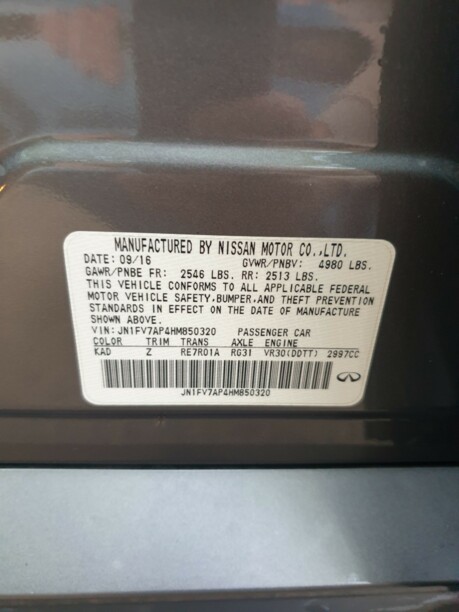 MANUFACTURED BY NISSAN MOTOR CO.,LTD.
DATE: 09/16 GVWR/PNBV: 4980 LBS.
GAWR/PNBE FR: 2546 LBS. RR: 2513 LBS.
THIS VEHICLE CONFORMS TO ALL APPLICABLE FEDERAL
MOTOR VEHICLE SAFETY,BUMPER,AND THEFT PREVENTION
STANDARDS IN EFFECT ON THE DATE OF MANUFACTURE
SHOWN ABOVE.
VIN: JN1FV7AP4HM850320 PASSENGER CAR
COLOR TRIM TRANS AXLE ENGINE
KAD Z RE7R01A RG31 VR30(DDTT) 2997CC
JN1FV7AP4HM850320